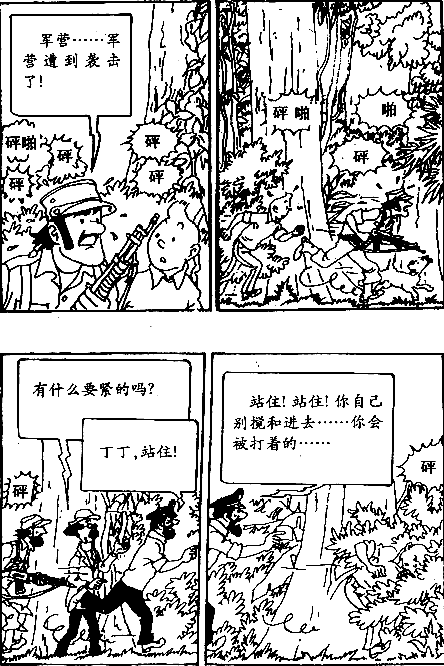 军营……军
营遭到袭击
了!
砰啪
砰
砰
砰
砰
砰啪
啪
砰
有什么要紧的吗?
丁丁,站住!
砰
站住!站住!你自己
别搅和进去……你会
被打着的……
砰